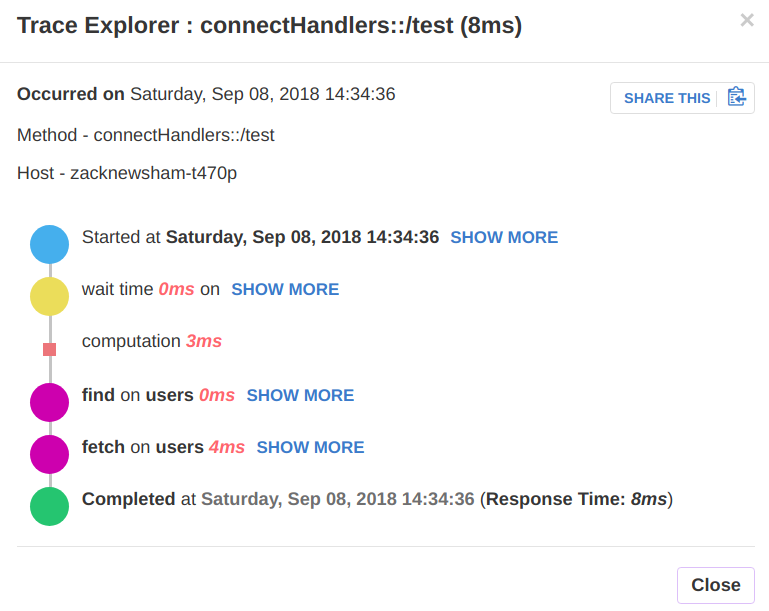 Trace Explorer : connectHandlers::/test (8ms)
×
Occurred on Saturday, Sep 08, 2018 14:34:36
SHARE THIS
Method - connectHandlers::/test
Host - zacknewsham-t470p
Started at Saturday, Sep 08, 2018 14:34:36 SHOW MORE
wait time 0ms on SHOW MORE
computation 3ms
find on users 0ms SHOW MORE
fetch on users 4ms SHOW MORE
Completed at Saturday, Sep 08, 2018 14:34:36 (Response Time: 8ms)
Close